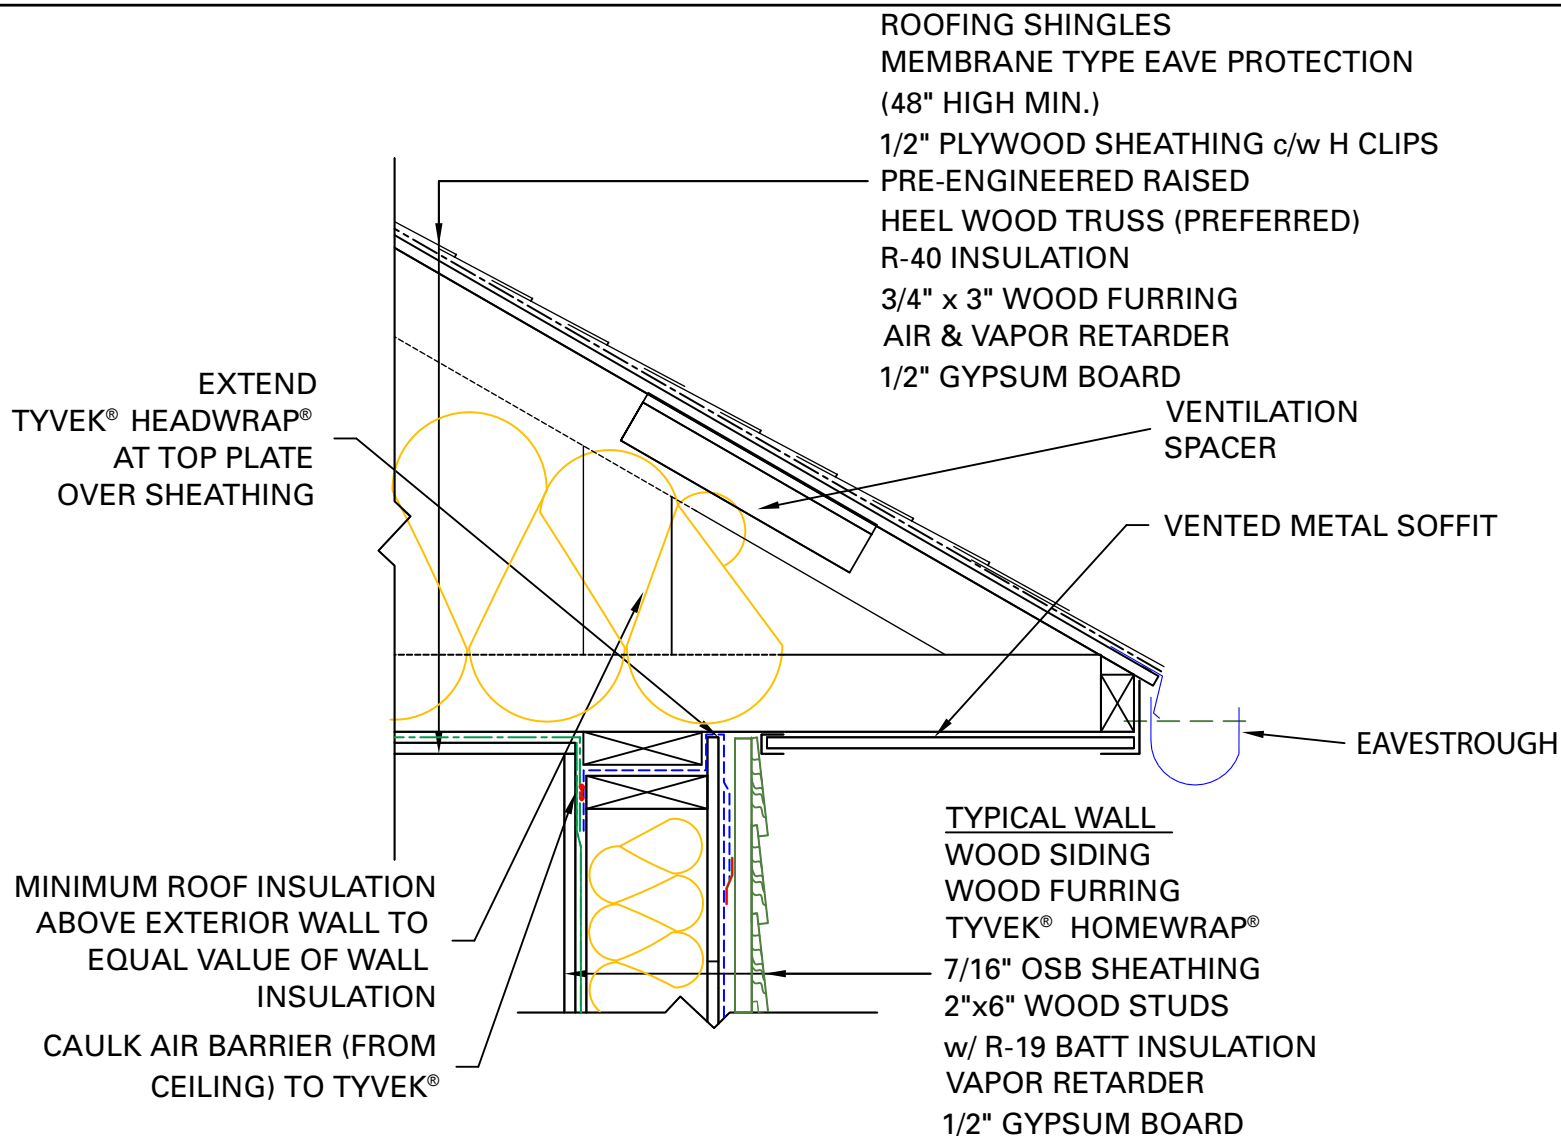 ROOFING SHINGLES
MEMBRANE TYPE EAVE PROTECTION
(48" HIGH MIN.)
1/2" PLYWOOD SHEATHING c/w H CLIPS
PRE-ENGINEERED RAISED
HEEL WOOD TRUSS (PREFERRED)
R-40 INSULATION
3/4" x 3" WOOD FURRING
AIR & VAPOR RETARDER
1/2" GYPSUM BOARD
EXTEND
TYVEK® HEADWRAP®
AT TOP PLATE
OVER SHEATHING
VENTILATION
SPACER
VENTED METAL SOFFIT
EAVESTROUGH
MINIMUM ROOF INSULATION
ABOVE EXTERIOR WALL TO
EQUAL VALUE OF WALL
INSULATION
CAULK AIR BARRIER (FROM
CEILING) TO TYVEK®
TYPICAL WALL
WOOD SIDING
WOOD FURRING
TYVEK® HOMEWRAP®
7/16" OSB SHEATHING
2"x6" WOOD STUDS
w/ R-19 BATT INSULATION
VAPOR RETARDER
1/2" GYPSUM BOARD